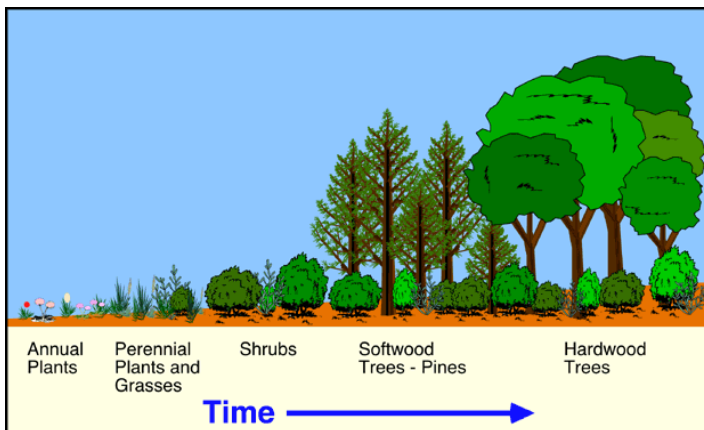 Annual
Plants
Perennial
Plants and
Grasses
Shrubs
Softwood
Trees - Pines
Hardwood
Trees
Time